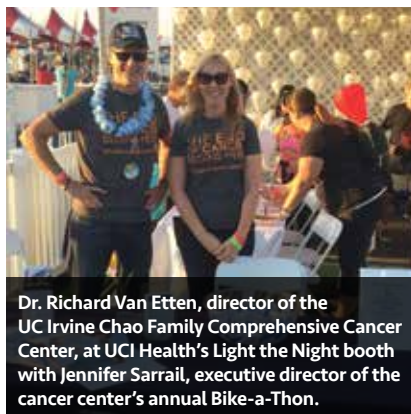 Dr. Richard Van Etten, director of the
UC Irvine Chao Family Comprehensive Cancer
Center, at UCI Health’s Light the Night booth
with Jennifer Sarrail, executive director of the
cancer center’s annual Bike-a-Thon.